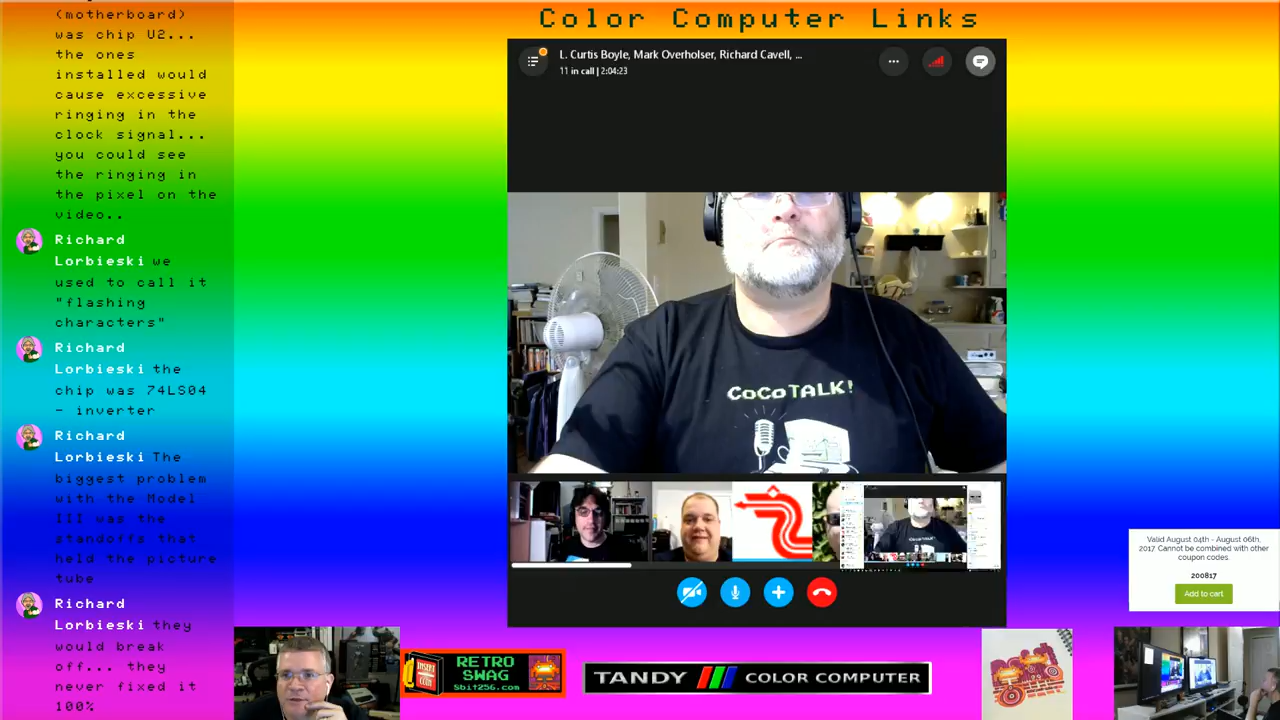 (motherboard)
was chip U2...
the ones
installed would
cause excessive
ringing in the
clock signal...
you could see
the ringing in
the pixel on the
video..
Richard
Lorbieski we
used to call it
"flashing
characters"
Richard
Lorbieski the
chip was 74LS04
- inverter
Richard
Lorbieski The
biggest problem
with the Model
III was the
standoffs that
held the picture
tube
Richard
Lorbieski they
would break
off... they
never fixed it
100%
Color Computer Links
L. Curtis Boyle, Mark Overholser, Richard Cavell, ...
11 in call | 2:04:23
CoCoTALK!
CoCoTALK!
Valid August 04th - August 06th,
2017. Cannot be combined with other
coupon codes.
200817
Add to cart
INSERT
CODE
RETRO
SWAG
8bit256.com
TANDY COLOR COMPUTER